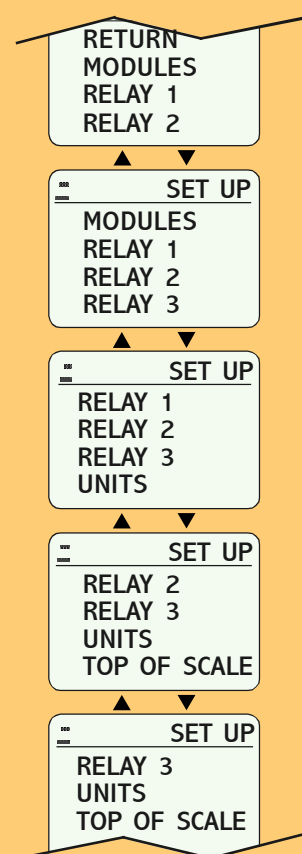 RETURN
MODULES
RELAY 1
RELAY 2
SET UP
MODULES
RELAY 1
RELAY 2
RELAY 3
SET UP
RELAY 1
RELAY 2
RELAY 3
UNITS
SET UP
RELAY 2
RELAY 3
UNITS
TOP OF SCALE
SET UP
RELAY 3
UNITS
TOP OF SCALE